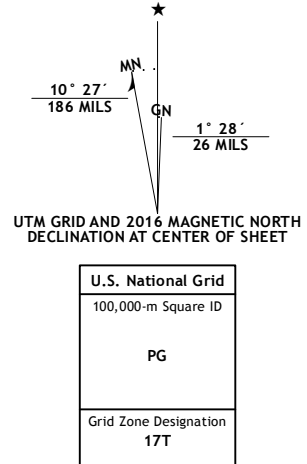 ★
MN
GN
10° 27´
186 MILS
1° 28´
26 MILS
UTM GRID AND 2016 MAGNETIC NORTH
DECLINATION AT CENTER OF SHEET
U.S. National Grid
100,000-m Square ID
PG
Grid Zone Designation
17T